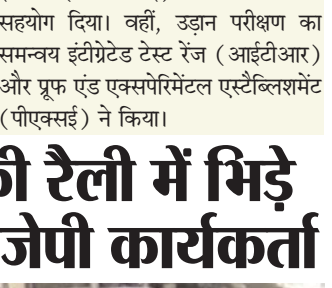 सहयोग दिया। वहीं, उड़ान परीक्षण का
समन्वय इंटीग्रेटेड टेस्ट रेंज (आईटीआर)
और प्रूफ एंड एक्सपेरिमेंटल एस्टैब्लिशमेंट
(पीएक्सई) ने किया।
की रैली में भिड़े
जेपी कार्यकर्ता